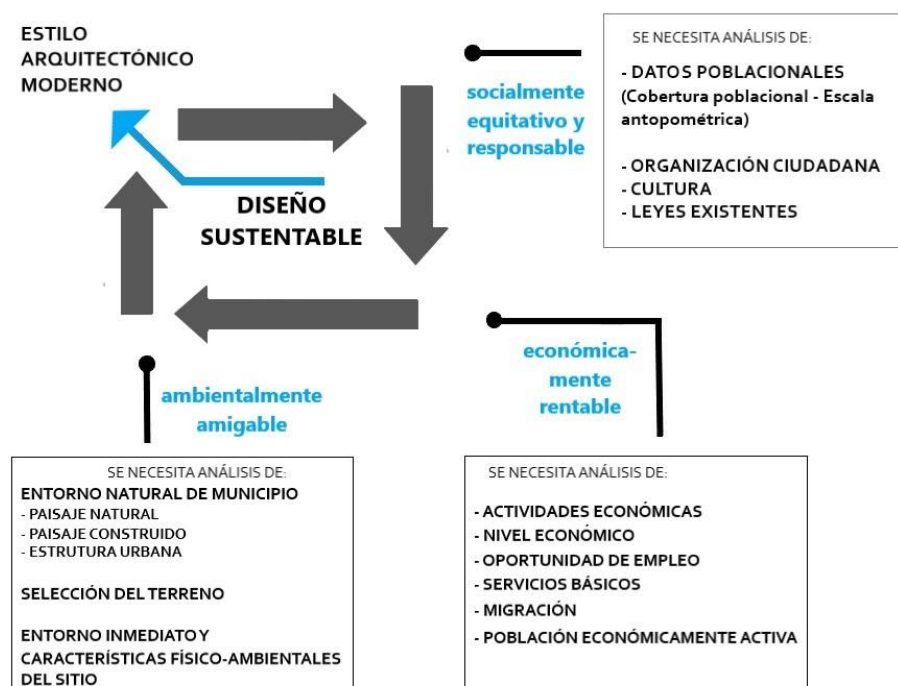 ESTILO
ARQUITECTÓNICO
MODERNO
DISEÑO
SUSTENTABLE
socialmente
equitativo y
responsable
SE NECESITA ANÁLISIS DE:
- DATOS POBLACIONALES
(Cobertura poblacional - Escala
antopométrica)
- ORGANIZACIÓN CIUDADANA
- CULTURA
- LEYES EXISTENTES
económica-
mente
rentable
SE NECESITA ANÁLISIS DE:
- ACTIVIDADES ECONÓMICAS
- NIVEL ECONÓMICO
- OPORTUNIDAD DE EMPLEO
- SERVICIOS BÁSICOS
- MIGRACIÓN
- POBLACIÓN ECONÓMICAMENTE ACTIVA
ambientalmente
amigable
SE NECESITA ANÁLISIS DE:
ENTORNO NATURAL DE MUNICIPIO
- PAISAJE NATURAL
- PAISAJE CONSTRUIDO
- ESTRUTURA URBANA
SELECCIÓN DEL TERRENO
ENTORNO INMEDIATO Y
CARACTERÍSTICAS FÍSICO-AMBIENTALES
DEL SITIO